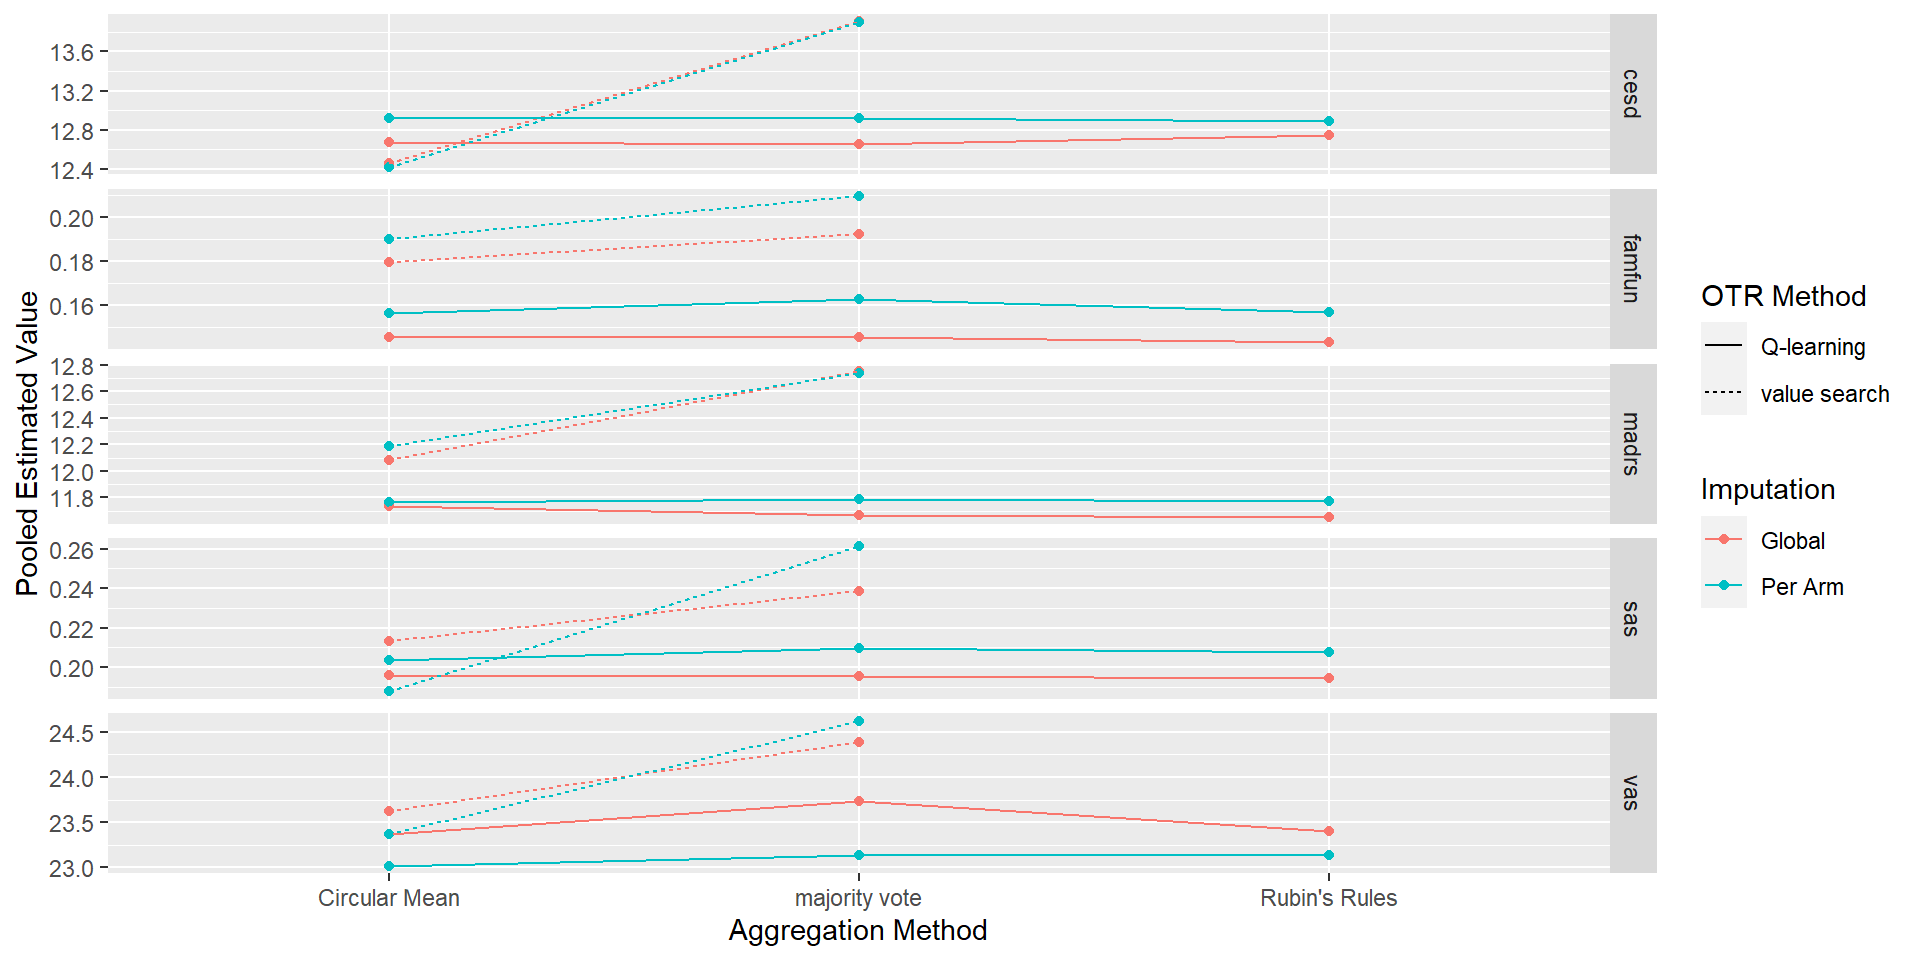 Pooled Estimated Value
13.6
13.2
12.8
12.4
cesd
0.20
0.18
0.16
famfun
12.8
12.6
12.4
12.2
12.0
11.8
madrs
0.26
0.24
0.22
0.20
sas
24.5
24.0
23.5
23.0
vas
Circular Mean
majority vote
Rubin's Rules
Aggregation Method
OTR Method
Q-learning
value search
Imputation
Global
Per Arm